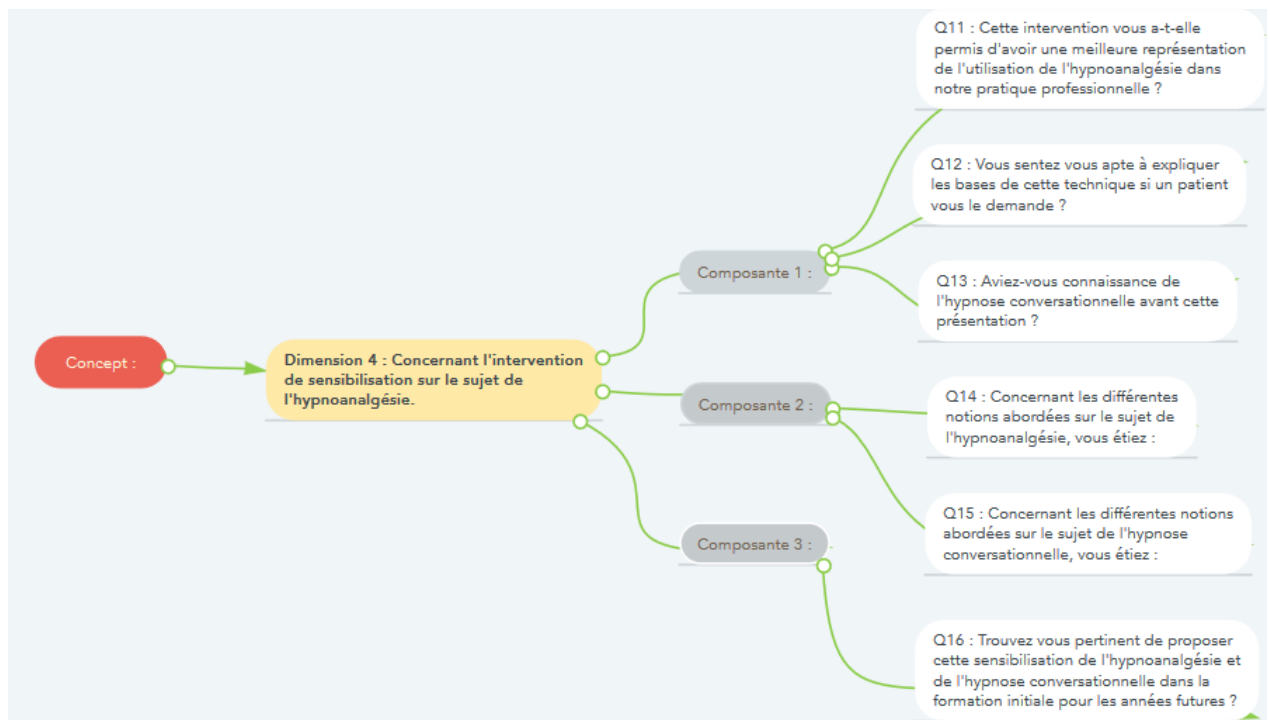 Concept :
Dimension 4 : Concernant l'intervention
de sensibilisation sur le sujet de
l'hypnoanalgésie.
Composante 1 :
Q11 : Cette intervention vous a-t-elle
permis d'avoir une meilleure représentation
de l'utilisation de l'hypnoanalgésie dans
notre pratique professionnelle ?
Q12 : Vous sentez vous apte à expliquer
les bases de cette technique si un patient
vous le demande ?
Q13 : Aviez-vous connaissance de
l'hypnose conversationnelle avant cette
présentation ?
Composante 2 :
Q14 : Concernant les différentes
notions abordées sur le sujet de
l'hypnoanalgésie, vous étiez :
Q15 : Concernant les différentes notions
abordées sur le sujet de l'hypnose
conversationnelle, vous étiez :
Composante 3 :
Q16 : Trouvez vous pertinent de proposer
cette sensibilisation de l'hypnoanalgésie et
de l'hypnose conversationnelle dans la
formation initiale pour les années futures ?